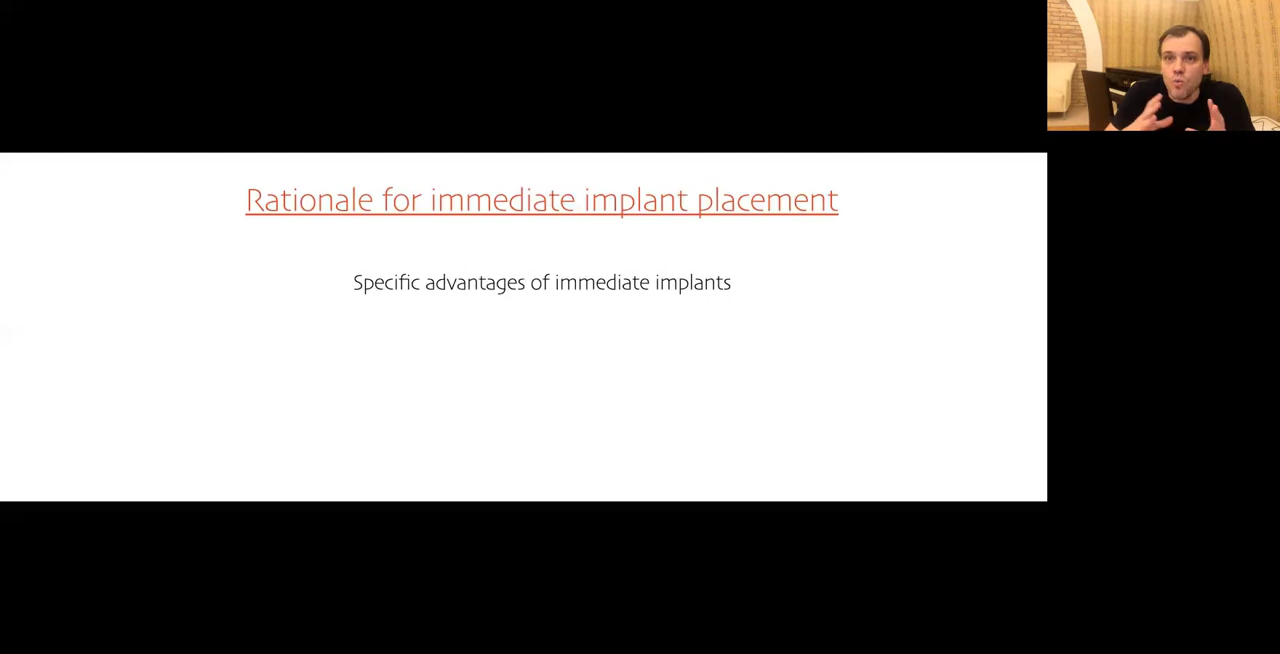 Rationale for immediate implant placement
Specific advantages of immediate implants